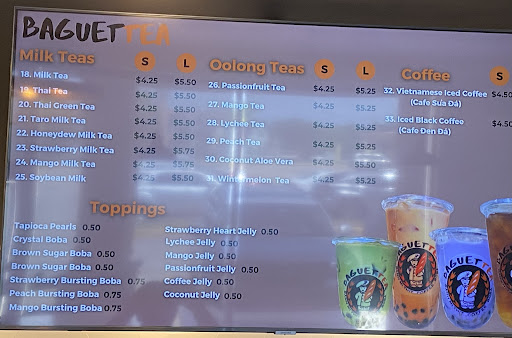 BAGUETTEA
Milk Teas S L
18. Milk Tea $4.25 $5.50
19. Thai Tea $4.25 $5.50
20. Thai Green Tea $4.25 $5.50
21. Taro Milk Tea $4.25 $5.50
22. Honeydew Milk Tea $4.25 $5.50
23. Strawberry Milk Tea $4.25 $5.75
24. Mango Milk Tea $4.25 $5.75
25. Soybean Milk $4.25 $5.50
Oolong Teas S L
26. Passionfruit Tea $4.25 $5.25
27. Mango Tea $4.25 $5.25
28. Lychee Tea $4.25 $5.25
29. Peach Tea $4.25 $5.25
30. Coconut Aloe Vera $4.25 $5.50
31. Wintermelon Tea $4.25 $5.25
Coffee S
32. Vietnamese Iced Coffee $4.50
(Cafe Sửa Đá)
33. Iced Black Coffee $4.50
(Cafe Đen Đá)
Toppings
Tapioca Pearls 0.50
Crystal Boba 0.50
Brown Sugar Boba 0.50
Brown Sugar Boba 0.50
Strawberry Bursting Boba 0.75
Peach Bursting Boba 0.75
Mango Bursting Boba 0.75
Strawberry Heart Jelly 0.50
Lychee Jelly 0.50
Mango Jelly 0.50
Passionfruit Jelly 0.50
Coffee Jelly 0.50
Coconut Jelly 0.50
BAGUETTEA
BAGUETTEA
BAGUETTEA